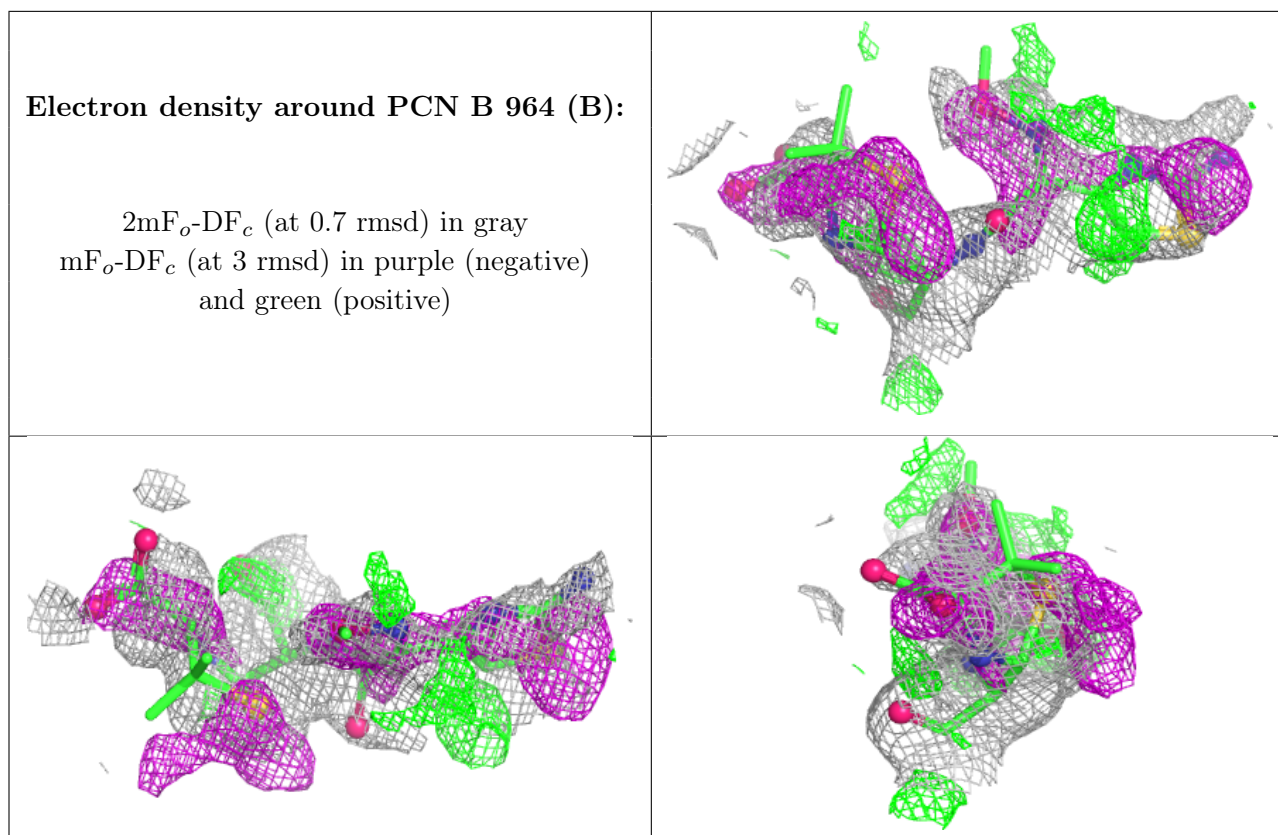 Electron density around PCN B 964 (B):
2mFₒ-DF𝒸 (at 0.7 rmsd) in gray
mFₒ-DF𝒸 (at 3 rmsd) in purple (negative)
and green (positive)